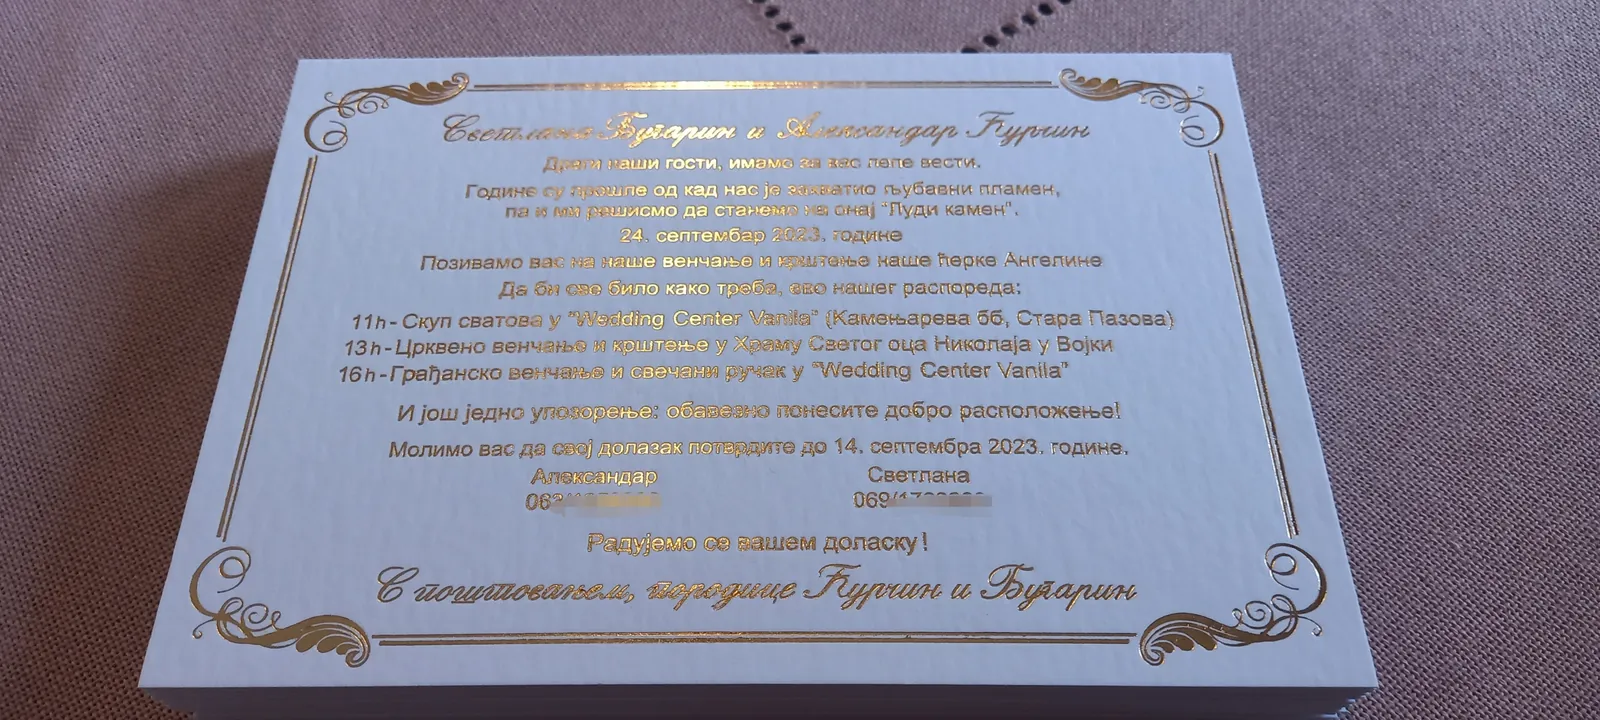 Светлана Бугарин и Александар Ћурчин
Драги наши гости, имамо за вас лепе вести.
Године су прошле од кад нас је захватио љубавни пламен,
па и ми решисмо да станемо на онај "Луди камен".
24. септембар 2023. године
Позивамо вас на наше венчање и крштење наше ћерке Ангелине
Да би све било како треба, ево нашег распореда:
11h - Скуп сватова у "Wedding Center Vanila" (Камењарева бб, Стара Пазова)
13h - Црквено венчање и крштење у Храму Светог оца Николаја у Војки
16h - Грађанско венчање и свечани ручак у "Wedding Center Vanila"
И још једно упозорење: обавезно понесите добро расположење!
Молимо вас да свој долазак потврдите до 14. септембра 2023. године.
Александар Светлана
069/
Радујемо се вашем доласку!
С поштовањем, породице Ћурчин и Бугарин